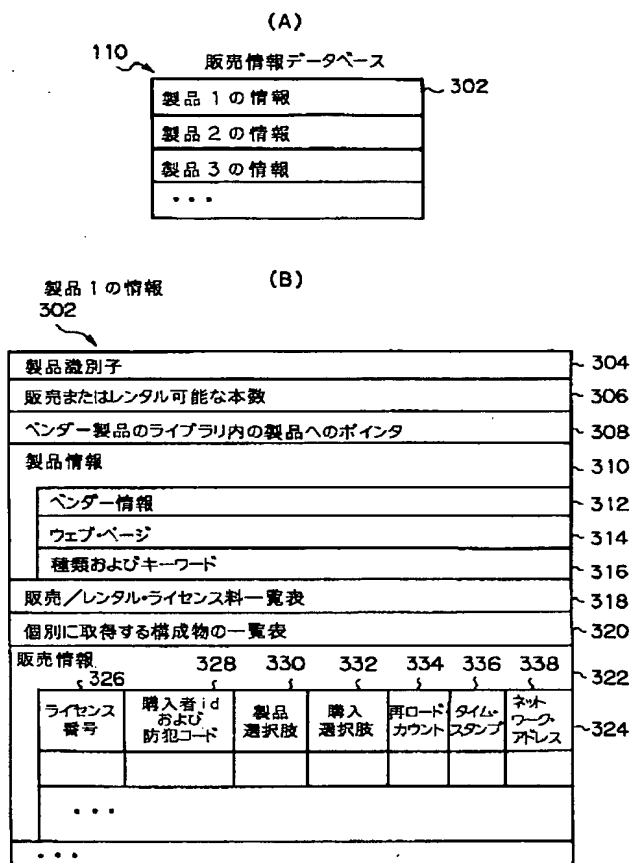 (A)
110
販売情報データベース
302
製品1の情報
製品2の情報
製品3の情報
・・・
(B)
製品1の情報
302
製品識別子
304
販売またはレンタル可能な本数
306
ベンダー製品のライブラリ内の製品へのポインタ
308
製品情報
310
ベンダー情報
312
ウェブ・ページ
314
種類およびキーワード
316
販売/レンタル・ライセンス料一覧表
318
個別に取得する構成物の一覧表
320
販売情報
322
326 328 330 332 334 336 338
ライセンス番号
購入者idおよび防犯コード
製品選択肢
購入選択肢
再ロードカウント
タイム・スタンプ
ネットワーク・アドレス
324
・・・
・・・